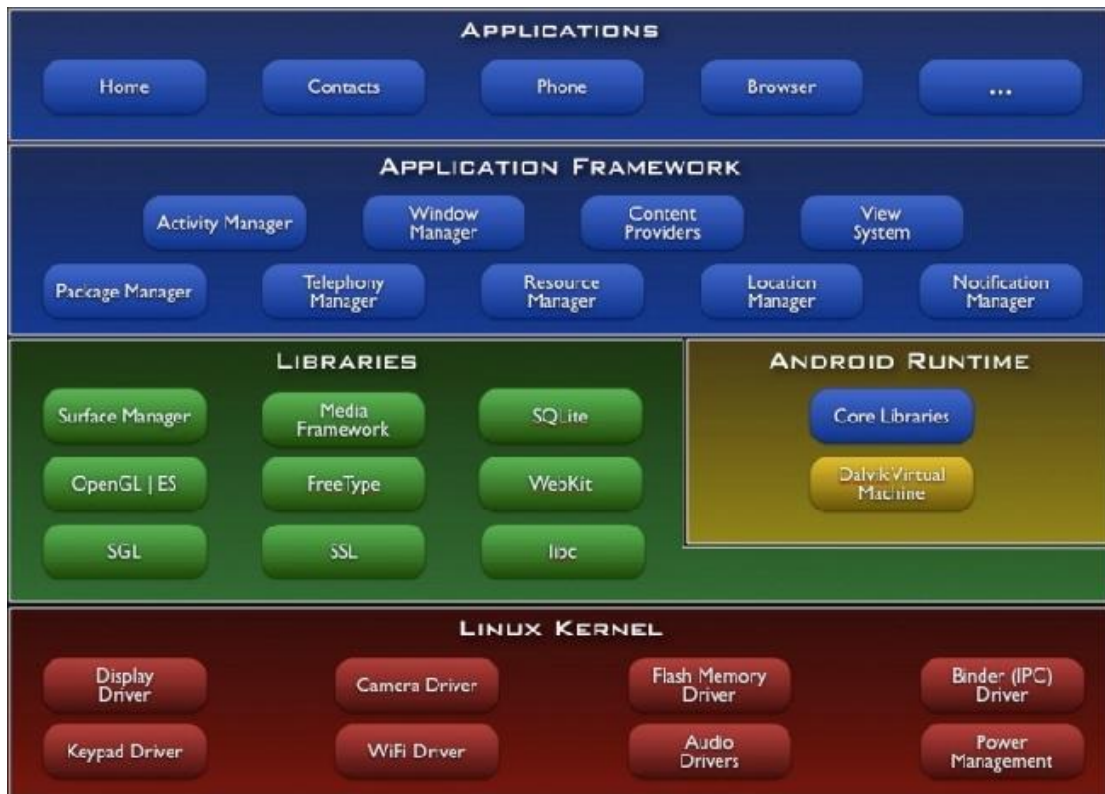 APPLICATIONS
Home
Contacts
Phone
Browser
...
APPLICATION FRAMEWORK
Activity Manager
Window
Manager
Content
Providers
View
System
Package Manager
Telephony
Manager
Resource
Manager
Location
Manager
Notification
Manager
LIBRARIES
Surface Manager
Media
Framework
SQLite
OpenGL | ES
FreeType
WebKit
SGL
SSL
libc
ANDROID RUNTIME
Core Libraries
Dalvik Virtual
Machine
LINUX KERNEL
Display
Driver
Camera Driver
Flash Memory
Driver
Binder (IPC)
Driver
Keypad Driver
WiFi Driver
Audio
Drivers
Power
Management